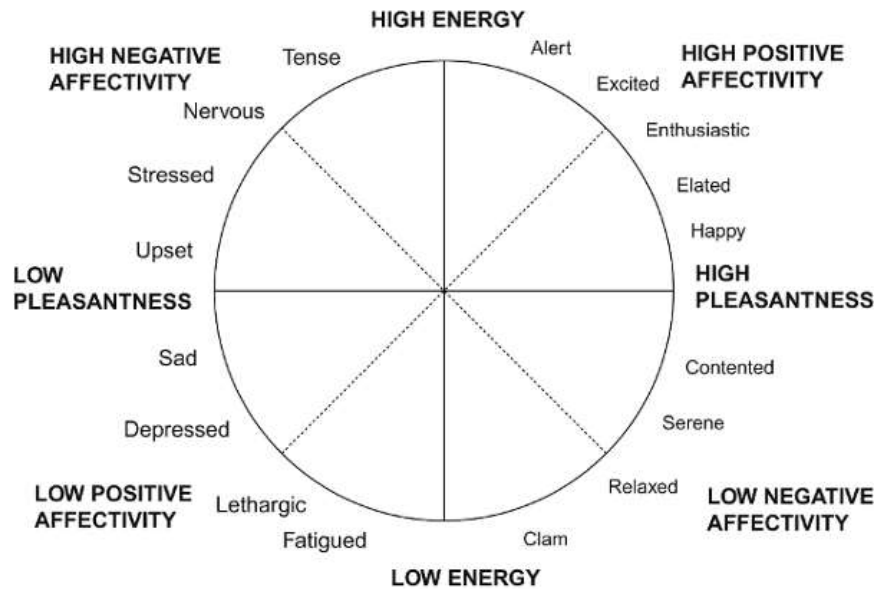 HIGH ENERGY
HIGH NEGATIVE
AFFECTIVITY
Tense
Alert
HIGH POSITIVE
AFFECTIVITY
Excited
Nervous
Enthusiastic
Stressed
Elated
Upset
Happy
LOW
PLEASANTNESS
HIGH
PLEASANTNESS
Sad
Contented
Depressed
Serene
LOW POSITIVE
AFFECTIVITY
Lethargic
Relaxed
LOW NEGATIVE
AFFECTIVITY
Fatigued
Clam
LOW ENERGY